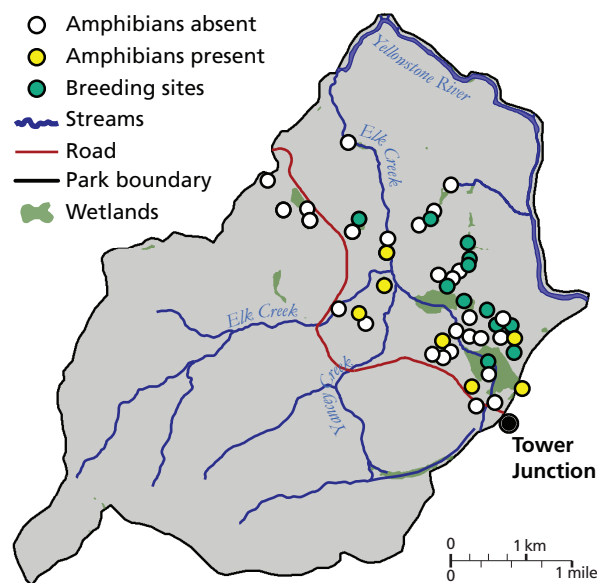 Amphibians absent
Amphibians present
Breeding sites
Streams
Road
Park boundary
Wetlands
Yellowstone River
Elk Creek
Elk Creek
Yancey Creek
Tower
Junction
0 1 km
0 1 mile